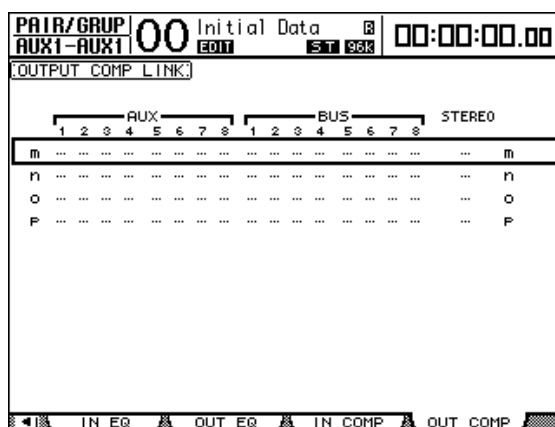 PAIR/GRUP 00 Initial Data R 00:00:00.00
AUX1-AUX1 EDIT ST 96k
OUTPUT COMP LINK
AUX BUS STEREO
1 2 3 4 5 6 7 8 1 2 3 4 5 6 7 8
m m
n n
o o
P P
IN EQ OUT EQ IN COMP OUT COMP